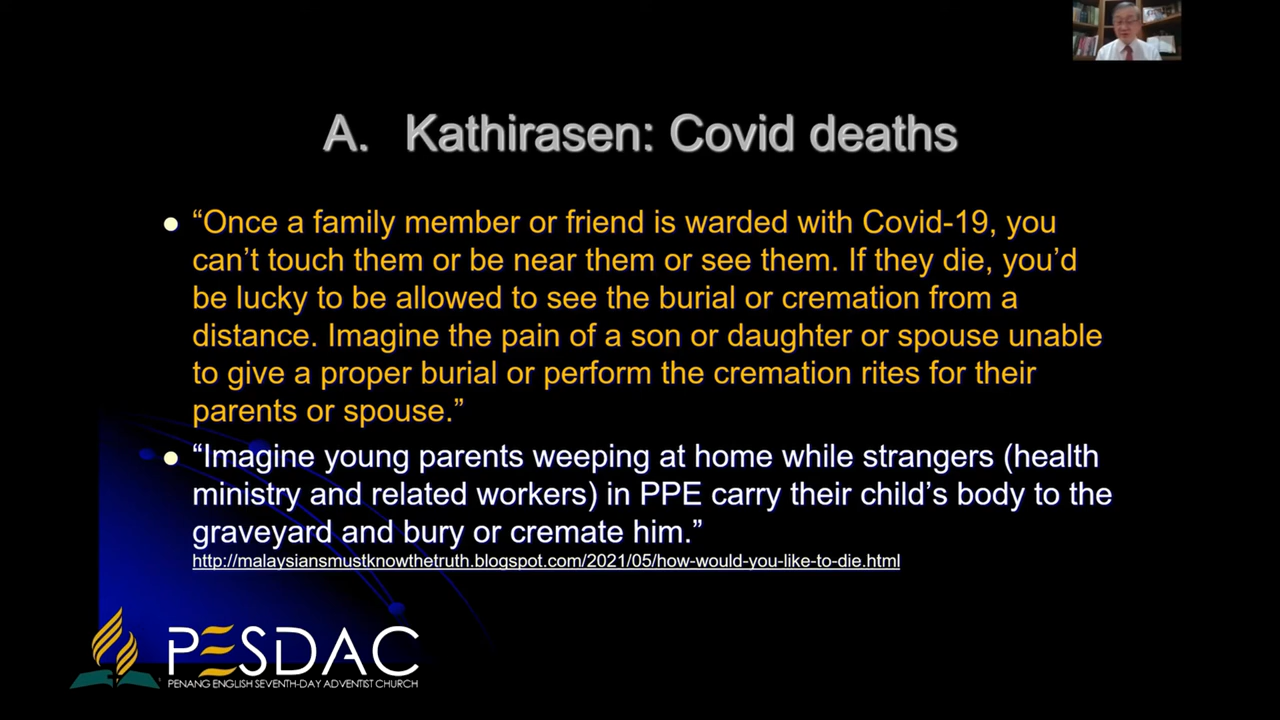 A. Kathirasen: Covid deaths
“Once a family member or friend is warded with Covid-19, you
can’t touch them or be near them or see them. If they die, you’d
be lucky to be allowed to see the burial or cremation from a
distance. Imagine the pain of a son or daughter or spouse unable
to give a proper burial or perform the cremation rites for their
parents or spouse.”
“Imagine young parents weeping at home while strangers (health
ministry and related workers) in PPE carry their child’s body to the
graveyard and bury or cremate him.”
http://malaysiansmustknowthetruth.blogspot.com/2021/05/how-would-you-like-to-die.html
PESDAC
PENANG ENGLISH SEVENTH-DAY ADVENTIST CHURCH